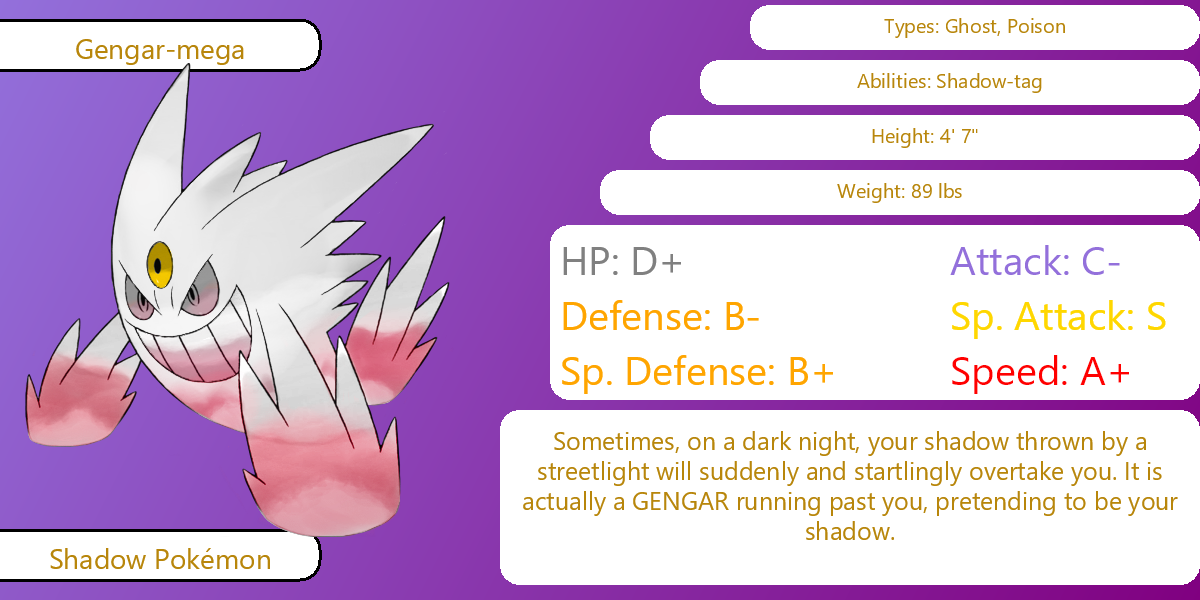 Gengar-mega
Types: Ghost, Poison
Abilities: Shadow-tag
Height: 4' 7"
Weight: 89 lbs
HP: D+
Attack: C-
Defense: B-
Sp. Attack: S
Sp. Defense: B+
Speed: A+
Sometimes, on a dark night, your shadow thrown by a
streetlight will suddenly and startlingly overtake you. It is
actually a GENGAR running past you, pretending to be your
shadow.
Shadow Pokémon